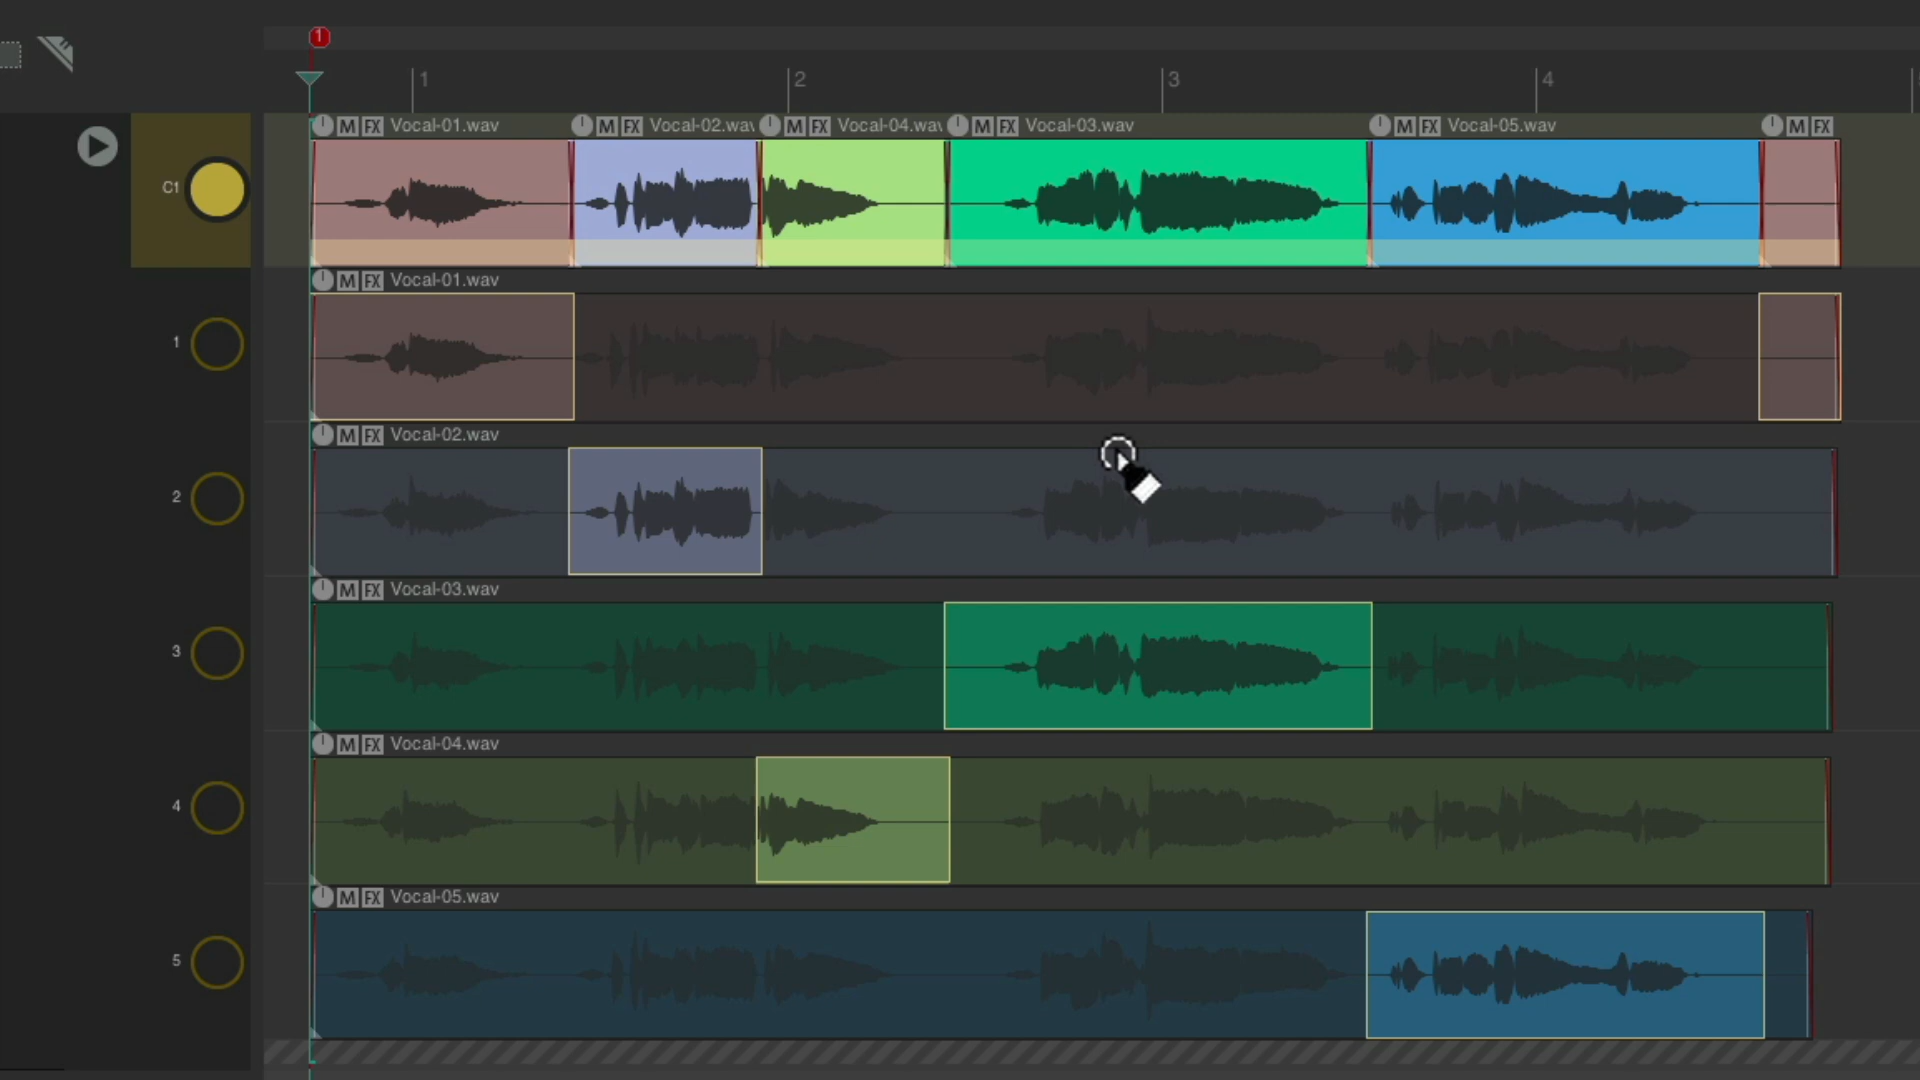 1
1 2 3 4
M FX Vocal-01.wav M FX Vocal-02.wav M FX Vocal-04.wav M FX Vocal-03.wav M FX Vocal-05.wav M FX
C1
M FX Vocal-01.wav
1
M FX Vocal-02.wav
2
M FX Vocal-03.wav
3
M FX Vocal-04.wav
4
M FX Vocal-05.wav
5